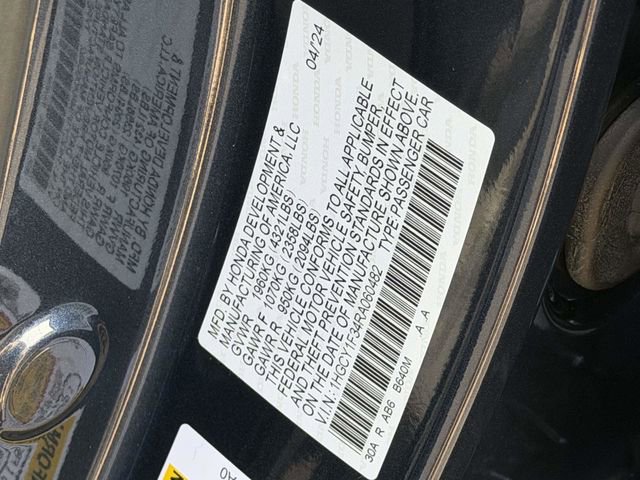 MFD. BY HONDA DEVELOPMENT &
MANUFACTURING OF AMERICA, LLC 04/24
GVWR 1960KG (4321LBS)
GAWR F 1070KG (2358LBS)
GAWR R 950KG (2094LBS)
THIS VEHICLE CONFORMS TO ALL APPLICABLE
FEDERAL MOTOR VEHICLE SAFETY, BUMPER,
AND THEFT PREVENTION STANDARDS IN EFFECT
ON THE DATE OF MANUFACTURE SHOWN ABOVE.
V.I.N.: TYPE PASSENGER CAR
30A R AB6 B640M A A
HONDA